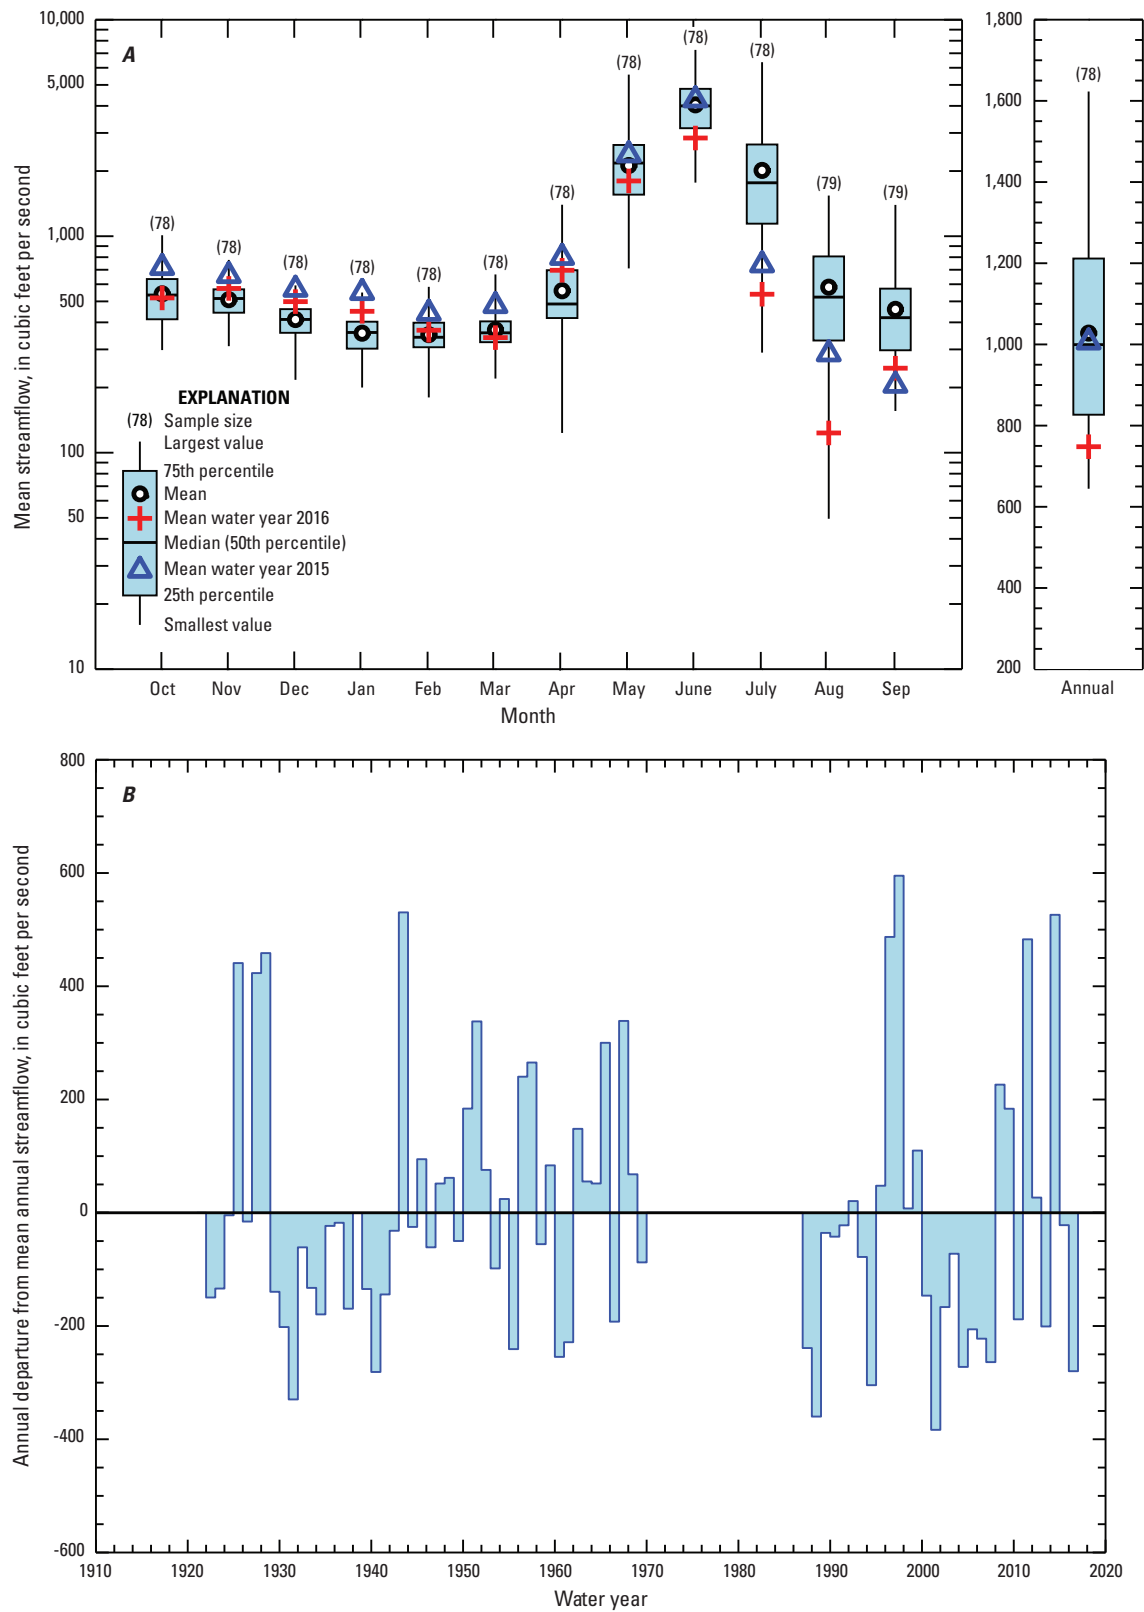 A
Mean streamflow, in cubic feet per second
10,000
5,000
1,000
500
100
50
10
(78)
(78)
(78)
(78)
(78)
(78)
(78)
(78)
(78)
(78)
(79)
(79)
EXPLANATION
(78) Sample size
Largest value
75th percentile
Mean
Mean water year 2016
Median (50th percentile)
Mean water year 2015
25th percentile
Smallest value
Oct Nov Dec Jan Feb Mar Apr May June July Aug Sep
Month
1,800
1,600
1,400
1,200
1,000
800
600
400
200
(78)
Annual
B
Annual departure from mean annual streamflow, in cubic feet per second
800
600
400
200
0
-200
-400
-600
1910 1920 1930 1940 1950 1960 1970 1980 1990 2000 2010 2020
Water year